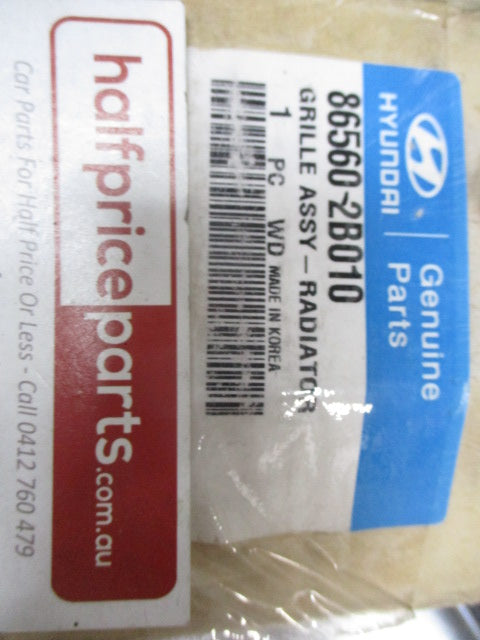 HYUNDAI
Genuine
Parts
86560-2B010
GRILLE ASSY-RADIATOR
1 PC WD MADE IN KOREA
halfpriceparts.com.au
Car Parts For Half Price Or Less - Call 0412 760 479